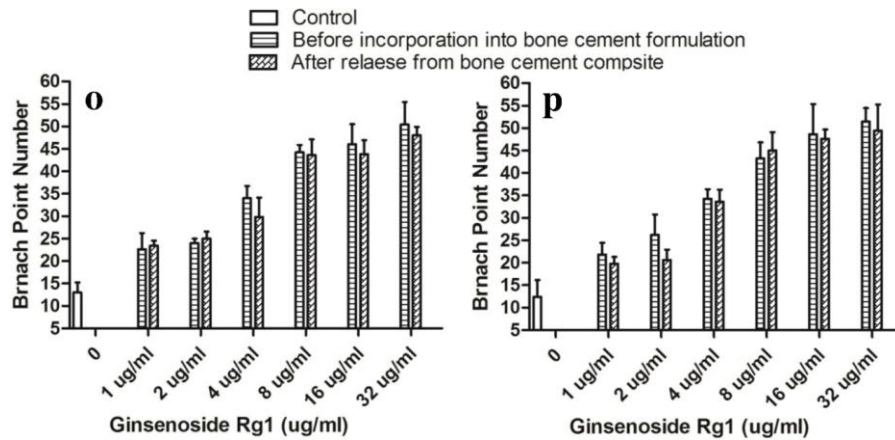 Control
Before incorporation into bone cement formulation
After relaese from bone cement compsite
o
Brnach Point Number
60
55
50
45
40
35
30
25
20
15
10
5
0
1 ug/ml
2 ug/ml
4 ug/ml
8 ug/ml
16 ug/ml
32 ug/ml
Ginsenoside Rg1 (ug/ml)
p
Brnach Point Number
60
55
50
45
40
35
30
25
20
15
10
5
0
1 ug/ml
2 ug/ml
4 ug/ml
8 ug/ml
16 ug/ml
32 ug/ml
Ginsenoside Rg1 (ug/ml)